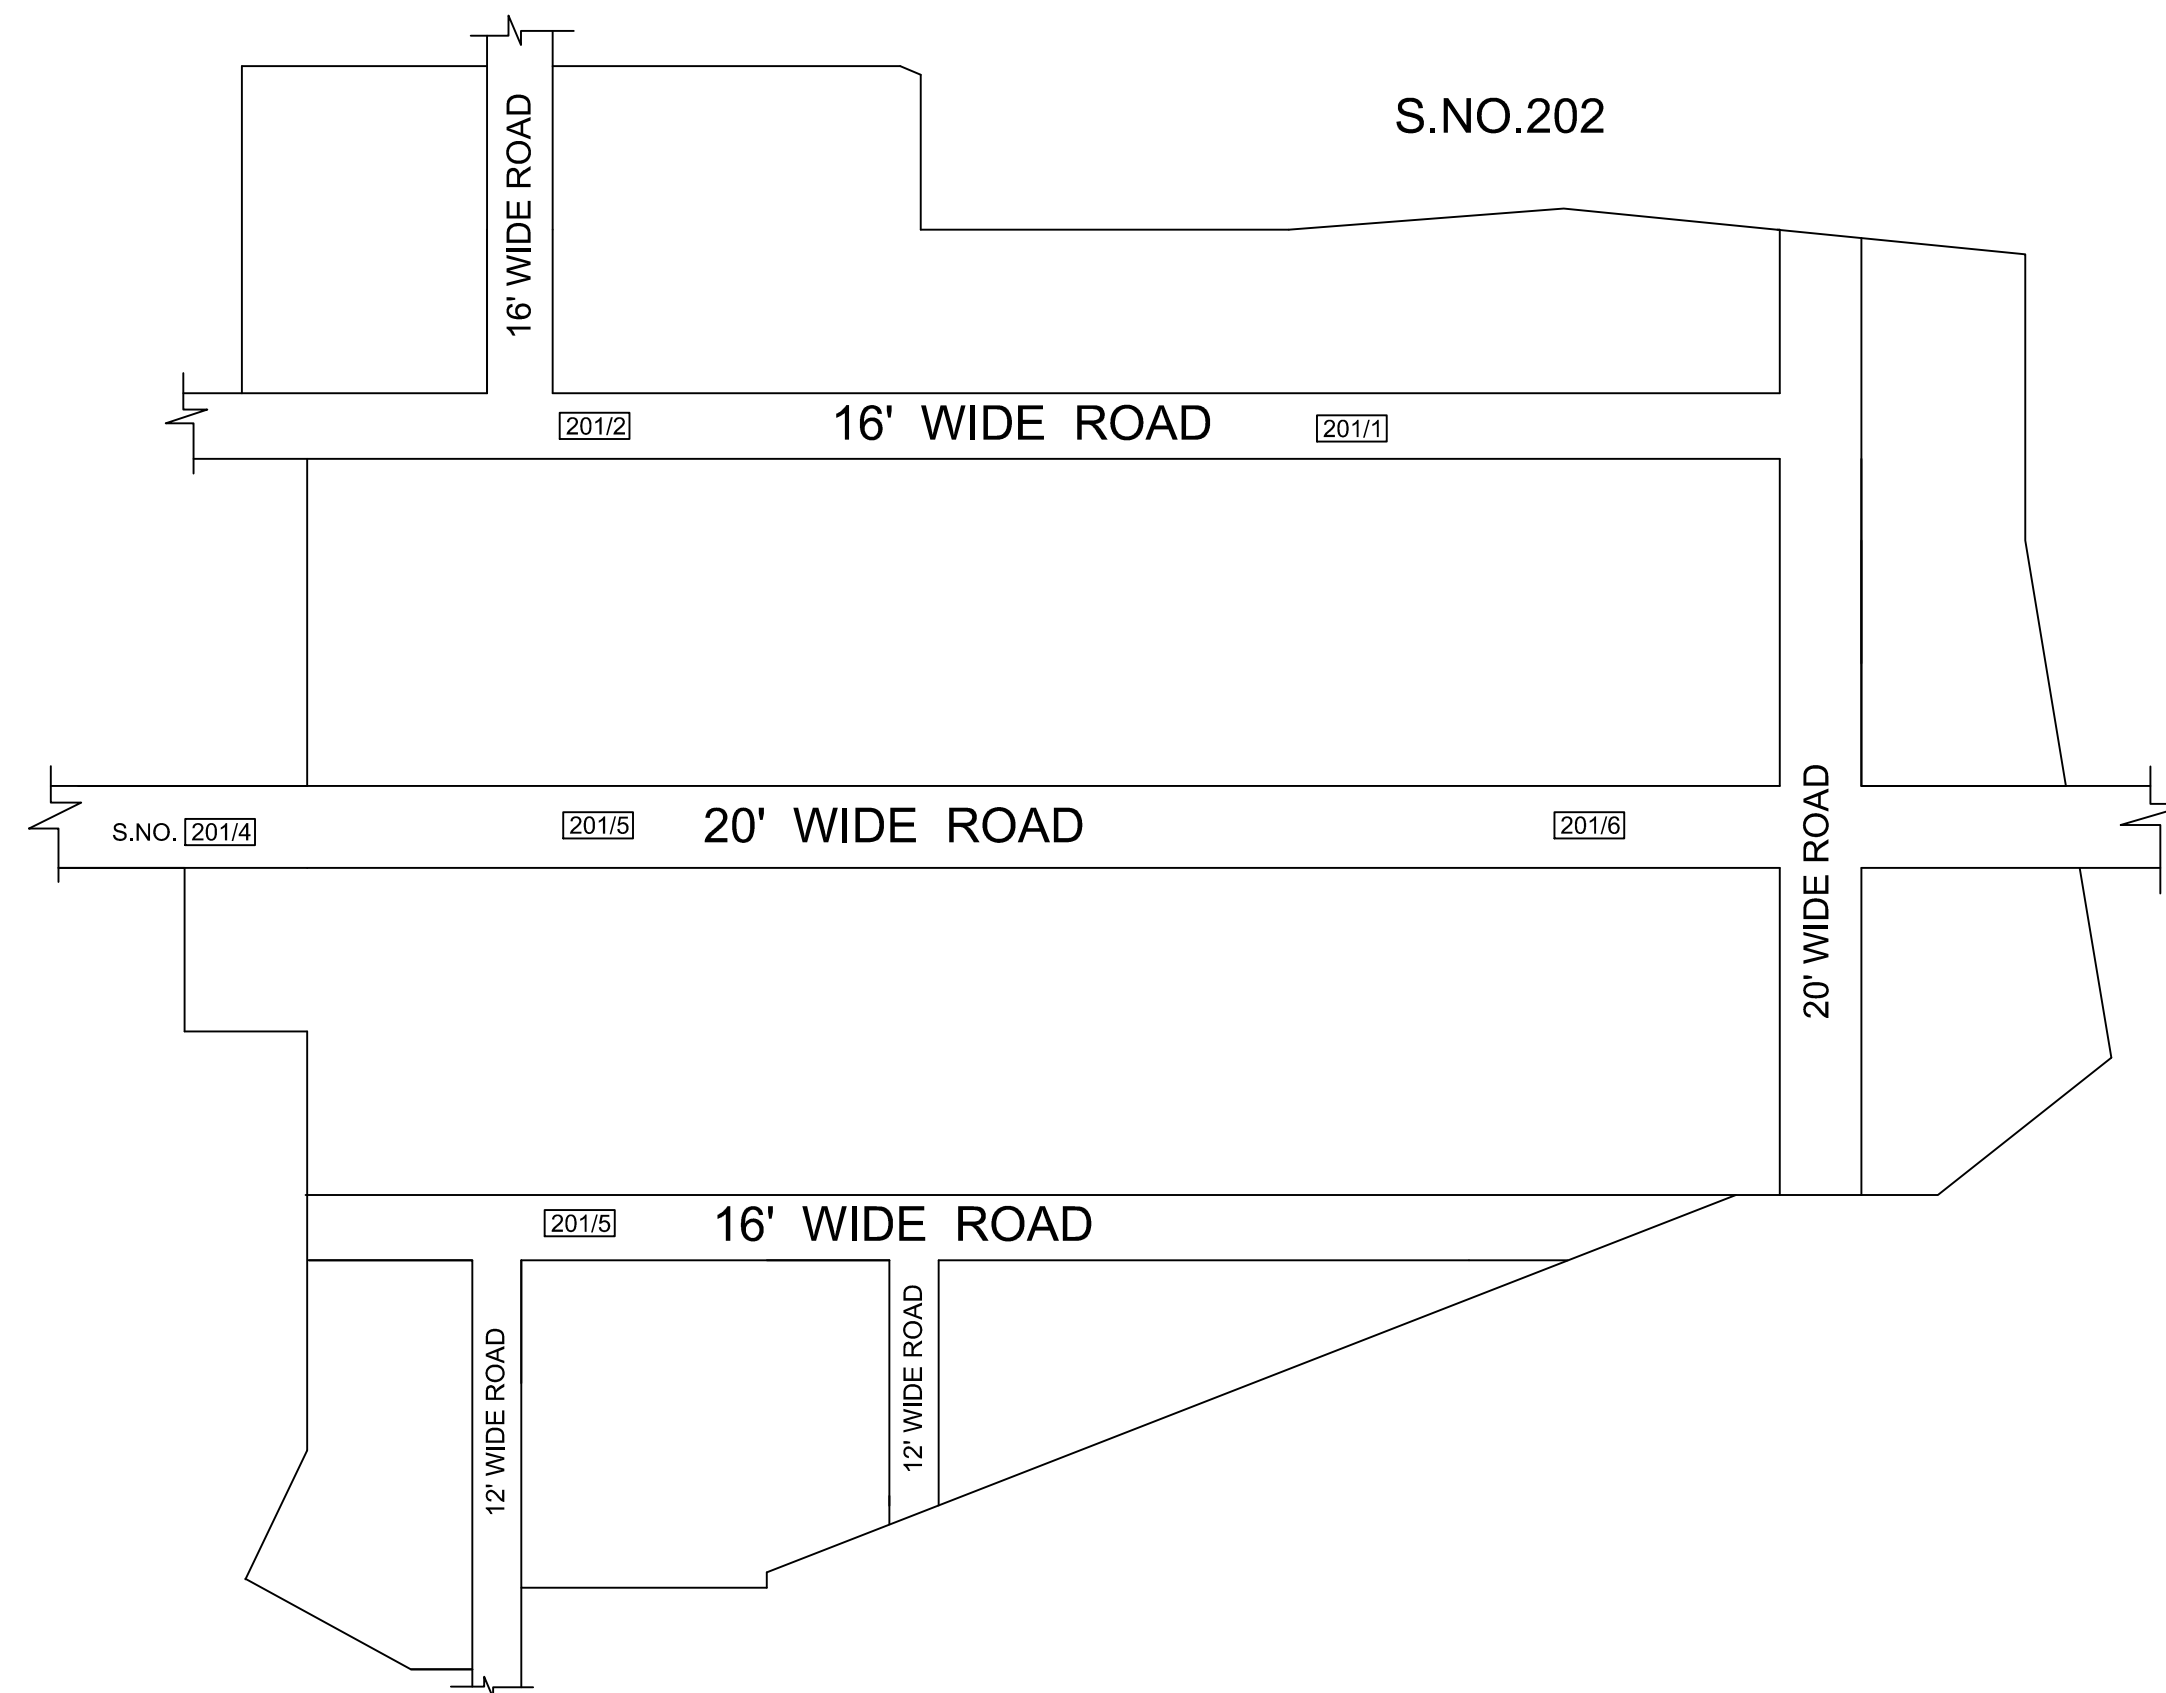 S.NO.202
16' WIDE ROAD
201/2
16' WIDE ROAD
201/1
S.NO. 201/4
201/5
20' WIDE ROAD
201/6
20' WIDE ROAD
201/5
16' WIDE ROAD
12' WIDE ROAD
12' WIDE ROAD